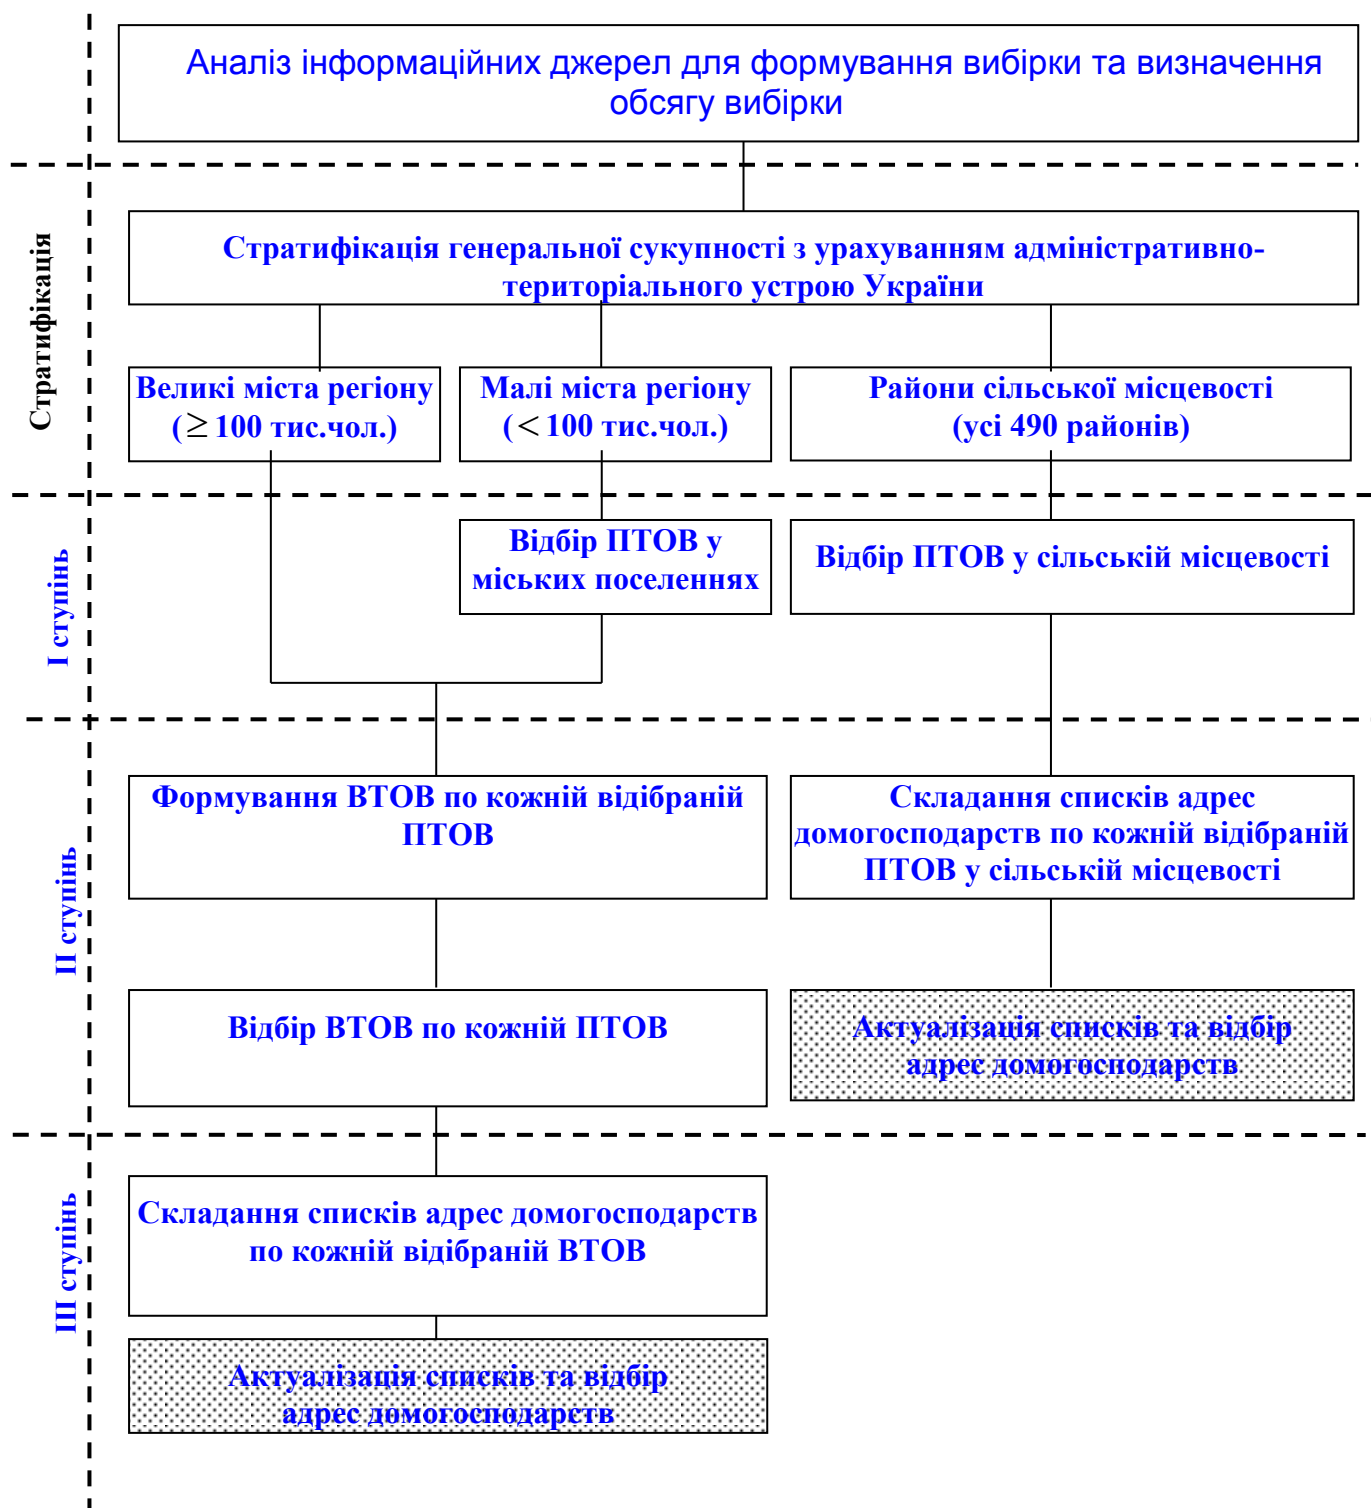 Аналіз інформаційних джерел для формування вибірки та визначення
обсягу вибірки
Стратифікація
Стратифікація генеральної сукупності з урахуванням адміністративно-
територіального устрою України
Великі міста регіону
(≥ 100 тис.чол.)
Малі міста регіону
(< 100 тис.чол.)
Райони сільської місцевості
(усі 490 районів)
І ступінь
Відбір ПТОВ у
міських поселеннях
Відбір ПТОВ у сільській місцевості
ІІ ступінь
Формування ВТОВ по кожній відібраній
ПТОВ
Складання списків адрес
домогосподарств по кожній відібраній
ПТОВ у сільській місцевості
Відбір ВТОВ по кожній ПТОВ
Актуалізація списків та відбір
адрес домогосподарств
ІІІ ступінь
Складання списків адрес домогосподарств
по кожній відібраній ВТОВ
Актуалізація списків та відбір
адрес домогосподарств